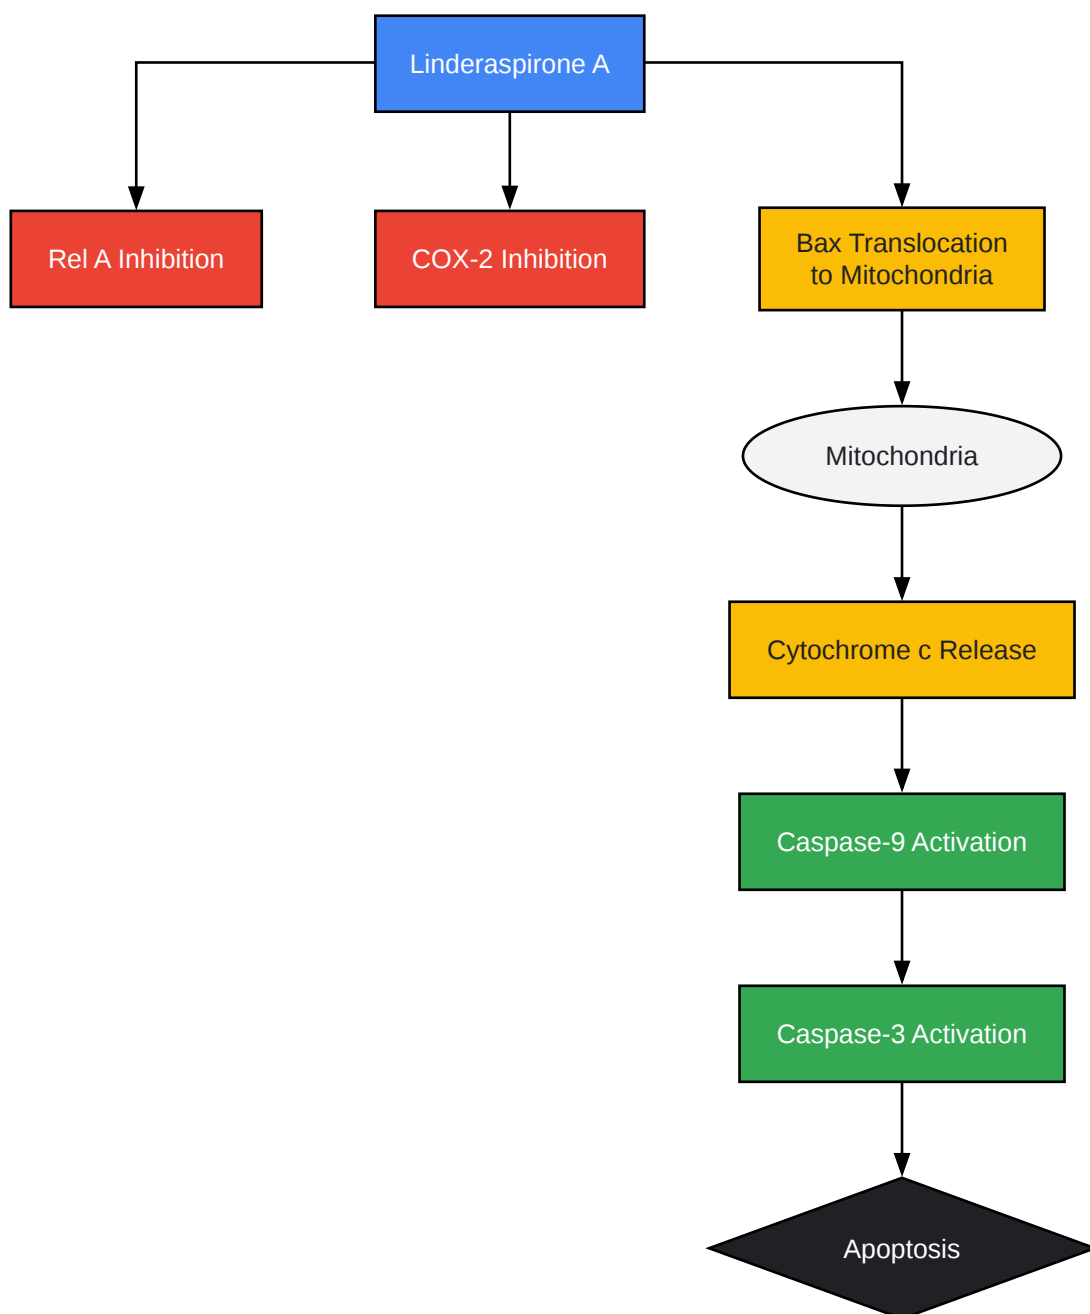 Linderaspirone A
Rel A Inhibition
COX-2 Inhibition
Bax Translocation
to Mitochondria
Mitochondria
Cytochrome c Release
Caspase-9 Activation
Caspase-3 Activation
Apoptosis